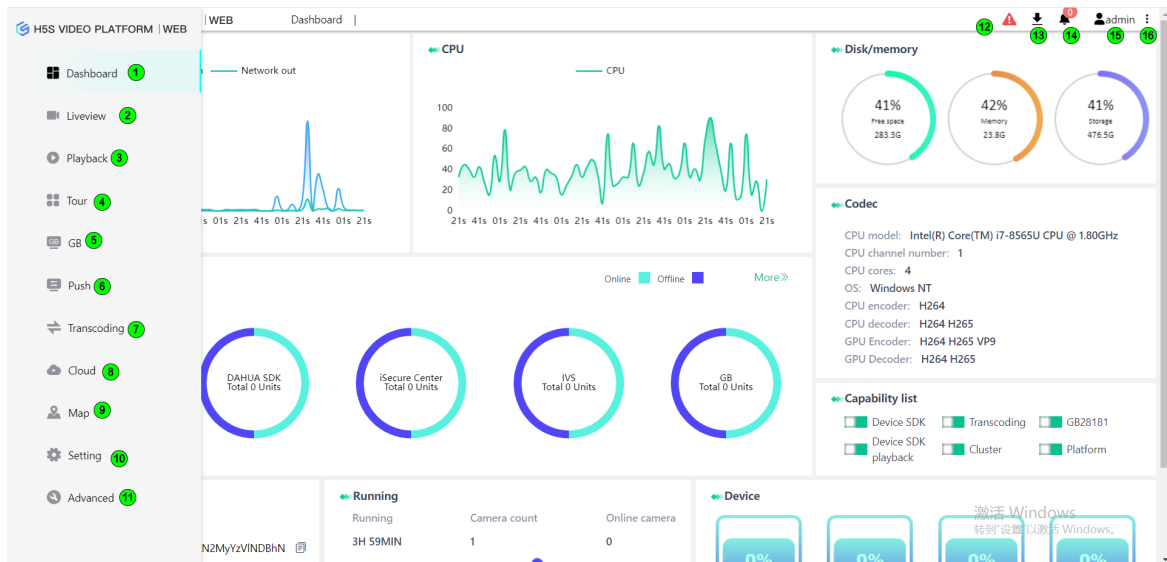 H5S VIDEO PLATFORM | WEB
Dashboard 1
Liveview 2
Playback 3
Tour 4
GB GB 5
Push 6
Transcoding 7
Cloud 8
Map 9
Setting 10
Advanced 11
| WEB Dashboard |
12 13 0 14 admin 15 16
Network out
s 01s 21s 41s 01s 21s 41s 01s 21s
CPU
CPU
100
80
60
40
20
0
21s 41s 01s 21s 41s 01s 21s 41s 01s 21s 41s 01s 21s 41s 01s 21s
Disk/memory
41%
Free space
283.3G
42%
Memory
23.8G
41%
Storage
476.5G
Codec
CPU model: Intel(R) Core(TM) i7-8565U CPU @ 1.80GHz
CPU channel number: 1
CPU cores: 4
OS: Windows NT
CPU encoder: H264
CPU decoder: H264 H265
GPU Encoder: H264 H265 VP9
GPU Decoder: H264 H265
Online Offline More
DAHUA SDK
Total 0 Units
iSecure Center
Total 0 Units
IVS
Total 0 Units
GB
Total 0 Units
Capability list
Device SDK Transcoding GB28181
Device SDK playback Cluster Platform
N2MyYzVlNDBhN
Running
Running Camera count Online camera
3H 59MIN 1 0
Device
0% 0% 0% 0%
激活 Windows
转到"设置"以激活 Windows。